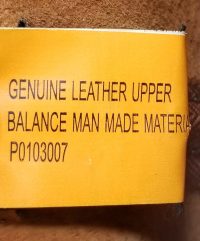 GENUINE LEATHER UPPER
BALANCE MAN MADE MATERIA
P0103007